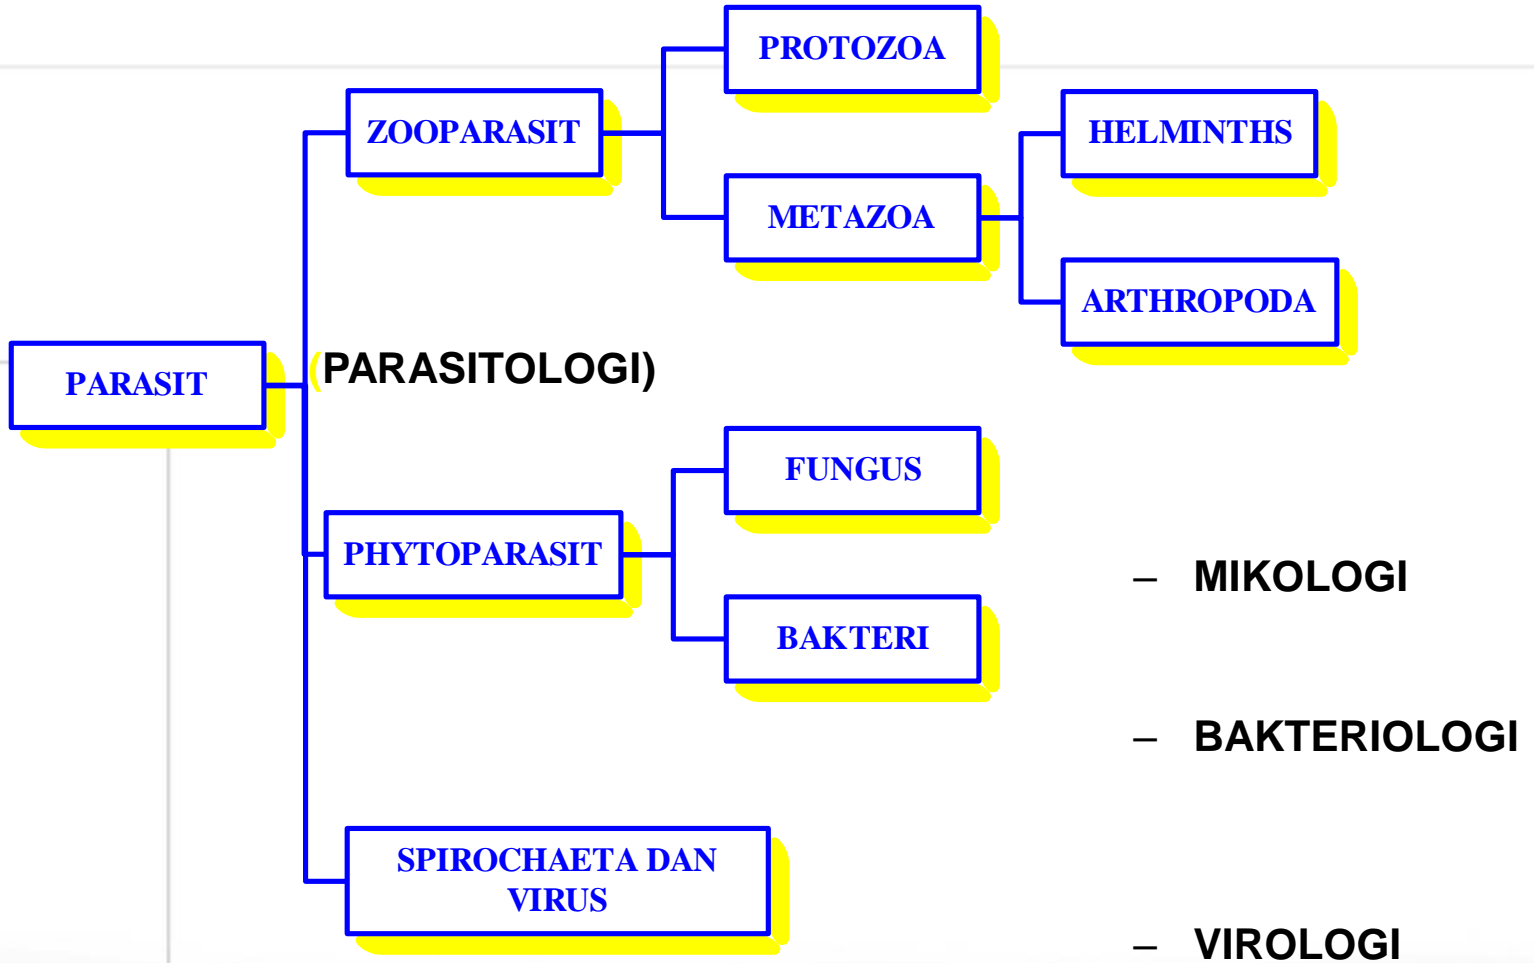 PROTOZOA
ZOOPARASIT
HELMINTHS
METAZOA
ARTHROPODA
PARASIT
(PARASITOLOGI)
FUNGUS
PHYTOPARASIT
– MIKOLOGI
BAKTERI
– BAKTERIOLOGI
SPIROCHAETA DAN
VIRUS
– VIROLOGI